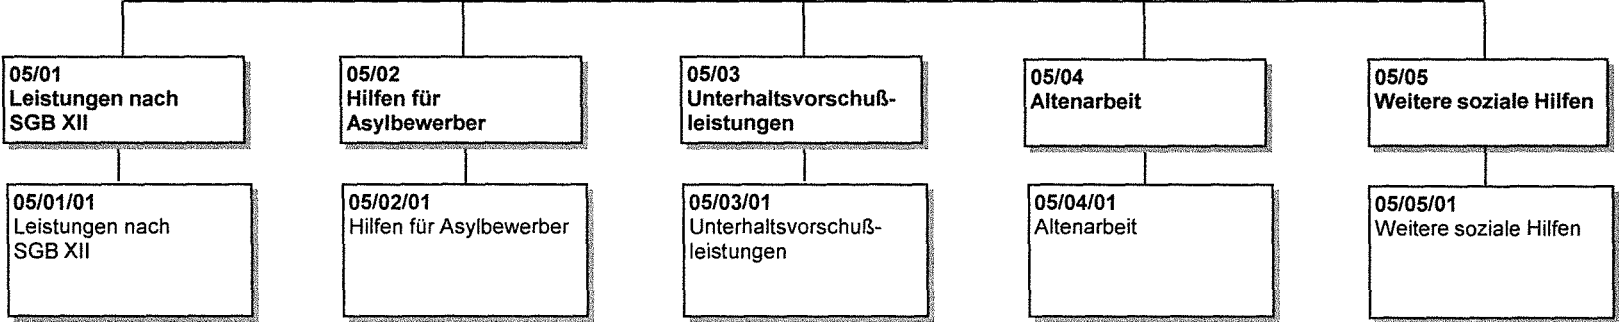 05/01
Leistungen nach
SGB XII
05/02
Hilfen für
Asylbewerber
05/03
Unterhaltsvorschuß-
leistungen
05/04
Altenarbeit
05/05
Weitere soziale Hilfen
05/01/01
Leistungen nach
SGB XII
05/02/01
Hilfen für Asylbewerber
05/03/01
Unterhaltsvorschuß-
leistungen
05/04/01
Altenarbeit
05/05/01
Weitere soziale Hilfen